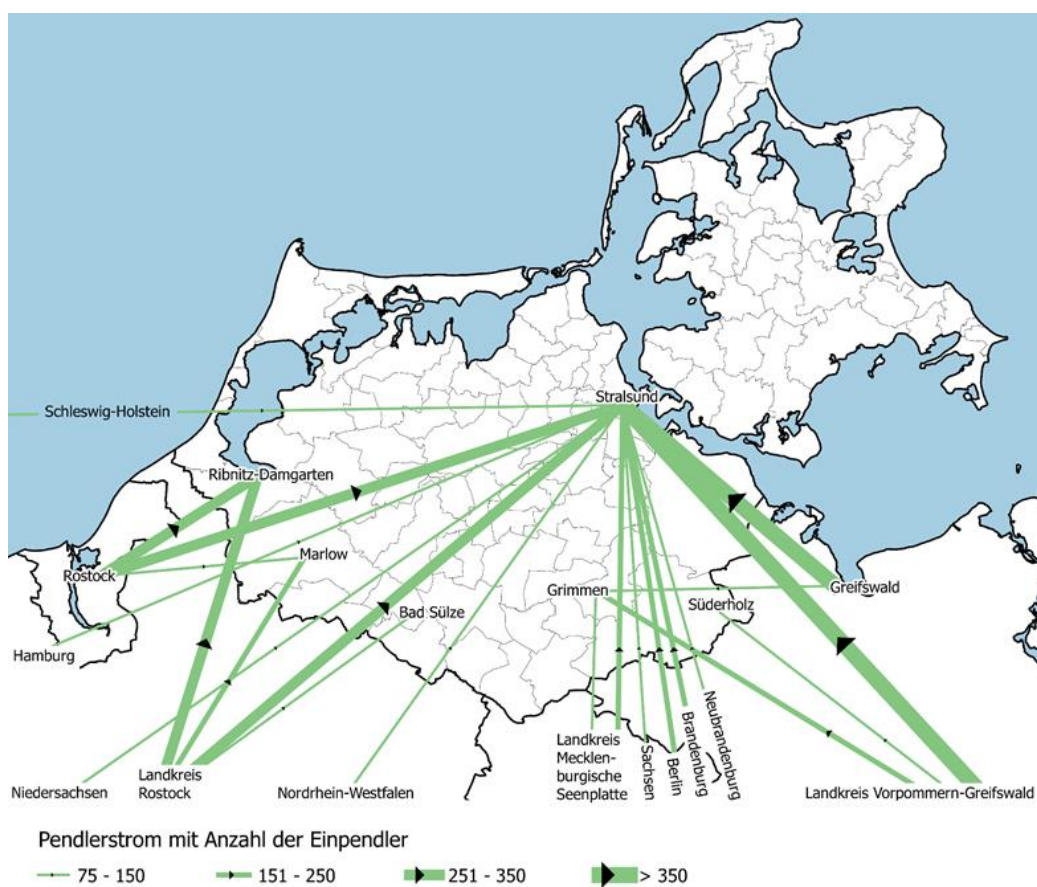 Stralsund
Schleswig-Holstein
Ribnitz-Damgarten
Marlow
Rostock
Grimmen
Greifswald
Süderholz
Bad Sülze
Hamburg
Landkreis
Mecklen-
burgische
Seenplatte
Sachsen
Berlin
Brandenburg
Neubrandenburg
Niedersachsen
Landkreis
Rostock
Nordrhein-Westfalen
Landkreis Vorpommern-Greifswald
Pendlerstrom mit Anzahl der Einpendler
75 - 150
151 - 250
251 - 350
> 350